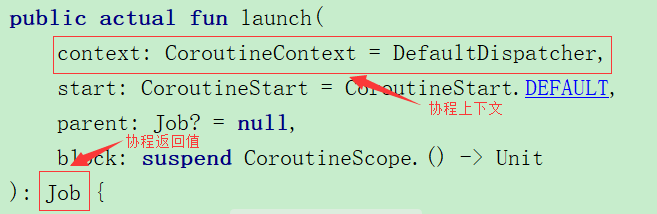 public actual fun launch(
context: CoroutineContext = DefaultDispatcher,
start: CoroutineStart = CoroutineStart.DEFAULT,
协程上下文
parent: Job? = null,
协程返回值
block: suspend CoroutineScope.() -> Unit
): Job {